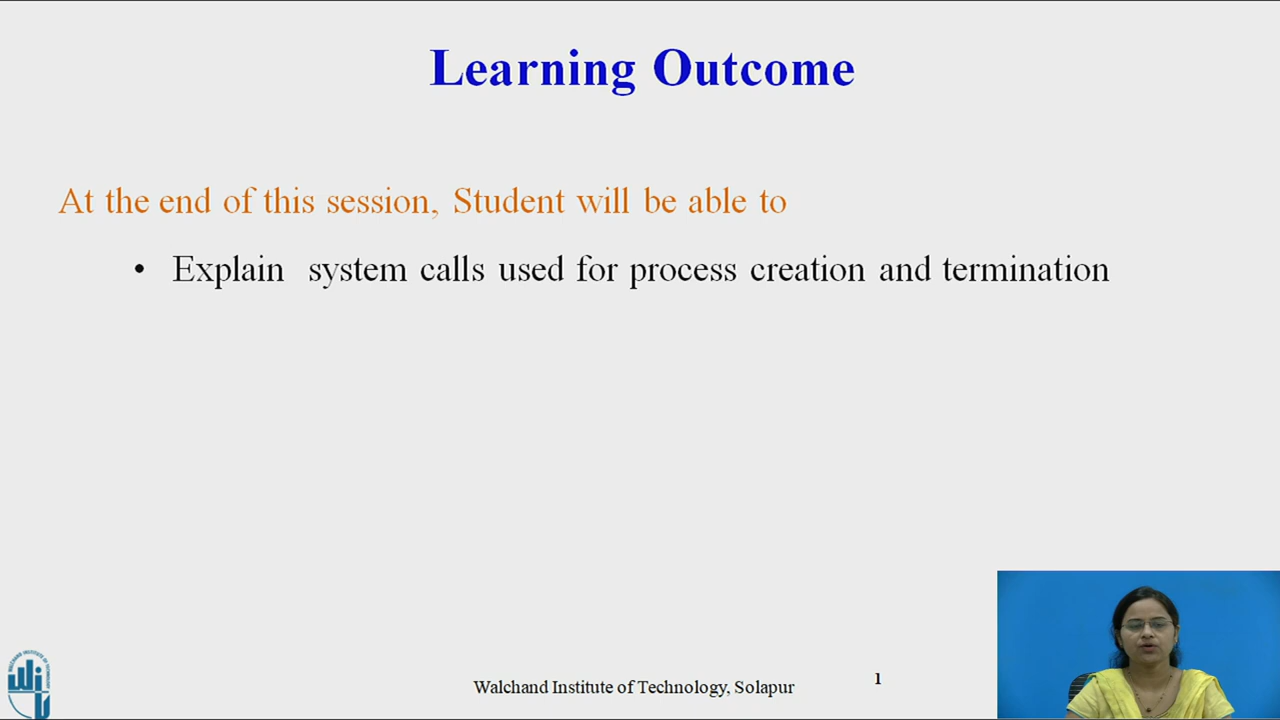 Learning Outcome
At the end of this session, Student will be able to
• Explain system calls used for process creation and termination
Walchand Institute of Technology, Solapur
1